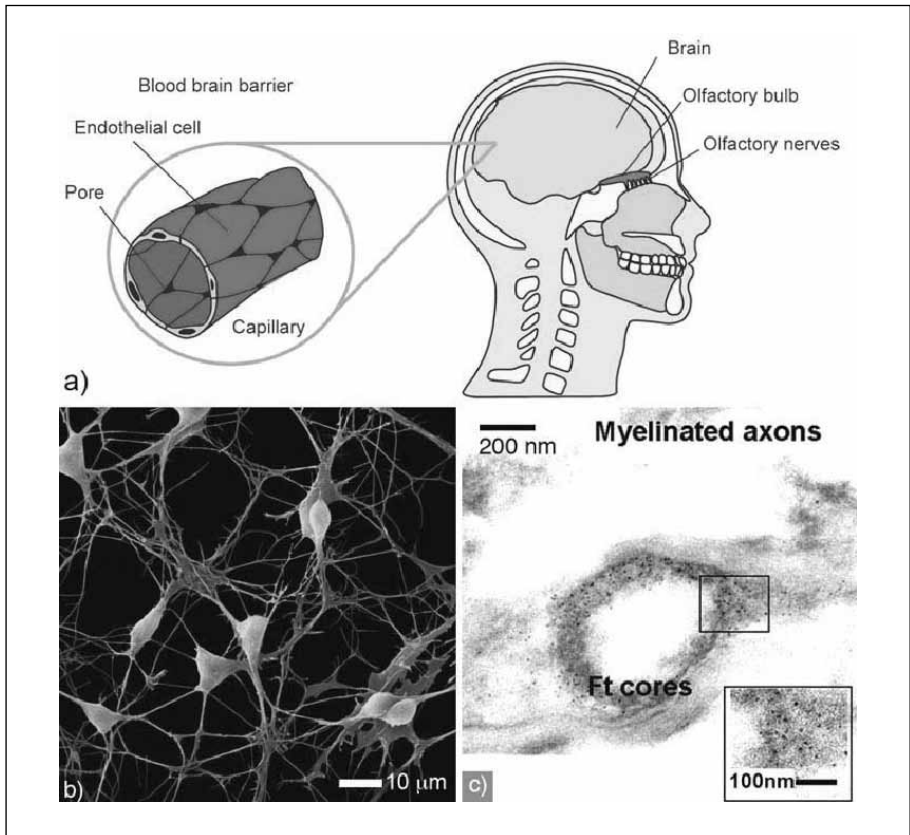 Brain
Blood brain barrier
Olfactory bulb
Endothelial cell
Olfactory nerves
Pore
Capillary
a)
200 nm
Myelinated axons
Ft cores
b)
10 μm
c)
100nm